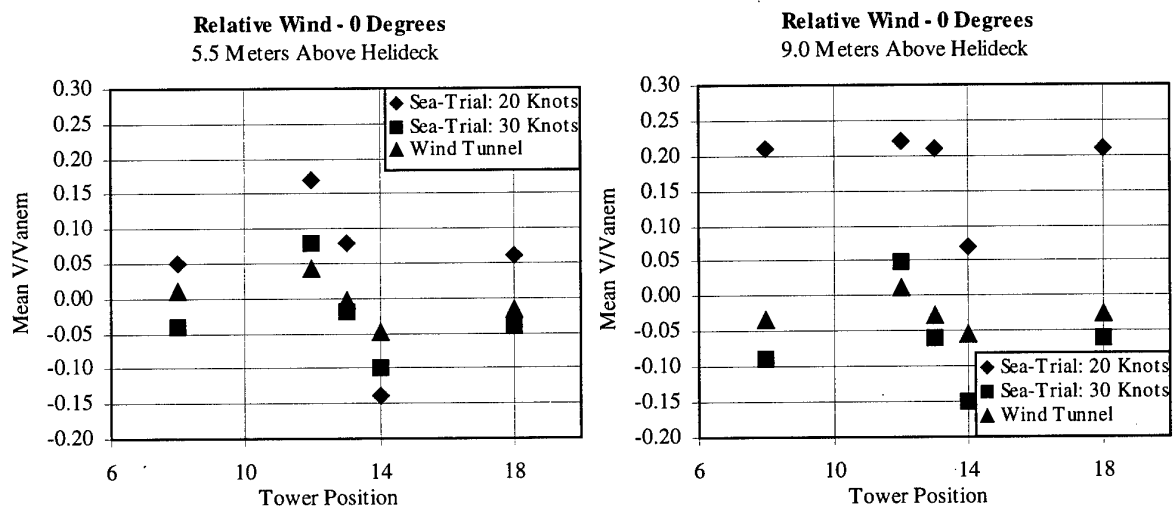 Relative Wind - 0 Degrees
5.5 Meters Above Helideck
0.30
0.25
0.20
0.15
0.10
0.05
0.00
-0.05
-0.10
-0.15
-0.20
Mean V/Vanem
Sea-Trial: 20 Knots
Sea-Trial: 30 Knots
Wind Tunnel
6
10
14
18
Tower Position
Relative Wind - 0 Degrees
9.0 Meters Above Helideck
0.30
0.25
0.20
0.15
0.10
0.05
0.00
-0.05
-0.10
-0.15
-0.20
Mean V/Vanem
Sea-Trial: 20 Knots
Sea-Trial: 30 Knots
Wind Tunnel
6
10
14
18
Tower Position